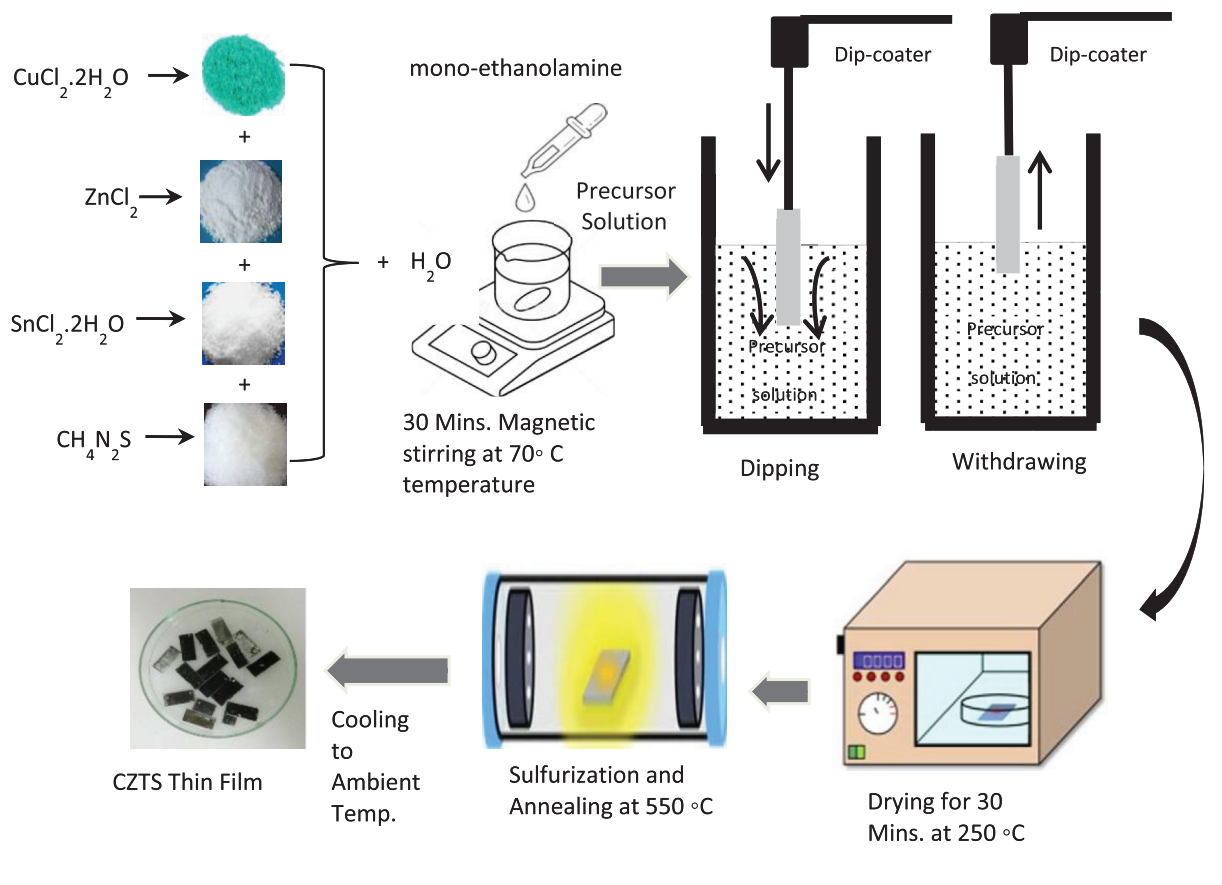 CuCl₂.2H₂O
+
ZnCl₂
+
SnCl₂.2H₂O
+
CH₄N₂S
+ H₂O
mono-ethanolamine
30 Mins. Magnetic
stirring at 70◦ C
temperature
Precursor
Solution
Dip-coater
Precursor
solution
Dipping
Dip-coater
Precursor
solution
Withdrawing
Drying for 30
Mins. at 250 ◦C
Sulfurization and
Annealing at 550 ◦C
Cooling
to
Ambient
Temp.
CZTS Thin Film